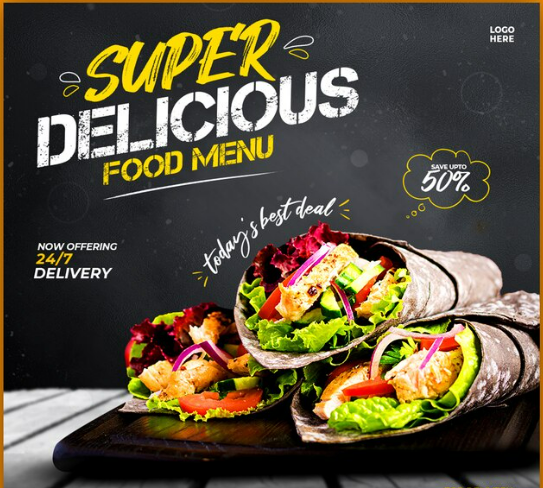 SUPER
DELICIOUS
FOOD MENU
LOGO
HERE
SAVE UPTO
50%
today's best deal
NOW OFFERING
24/7
DELIVERY